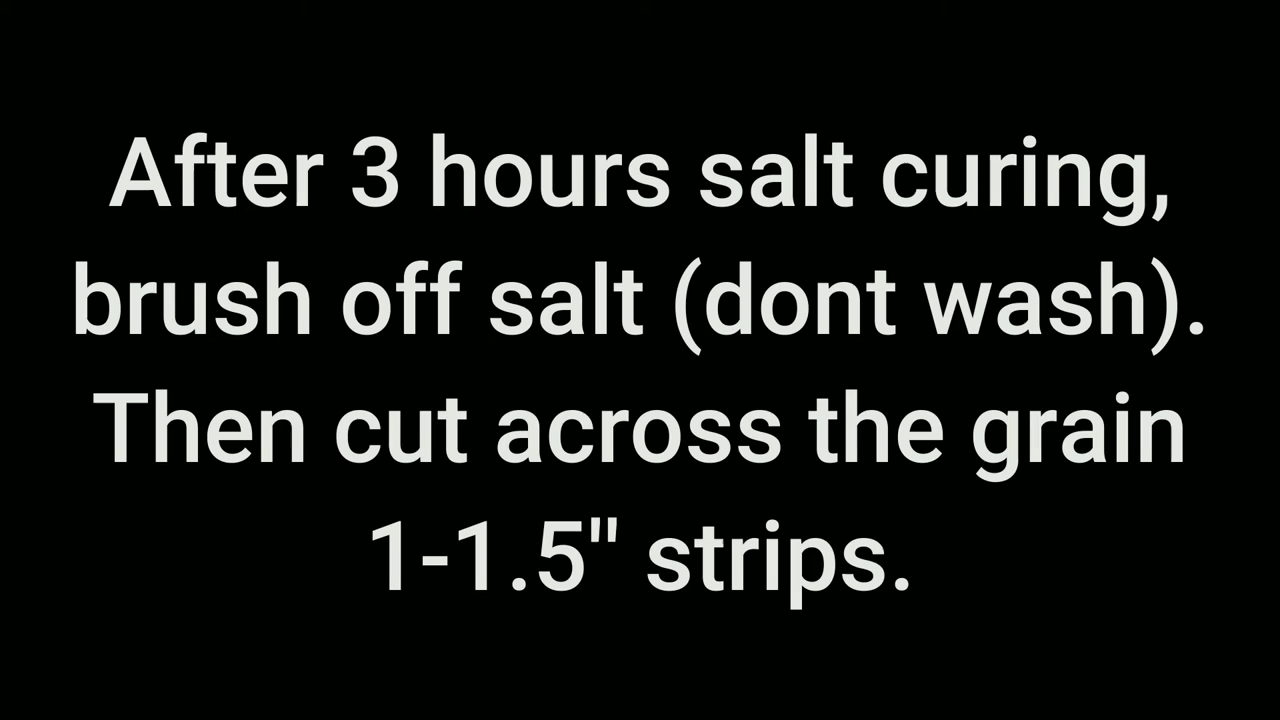 After 3 hours salt curing,
brush off salt (dont wash).
Then cut across the grain
1-1.5" strips.